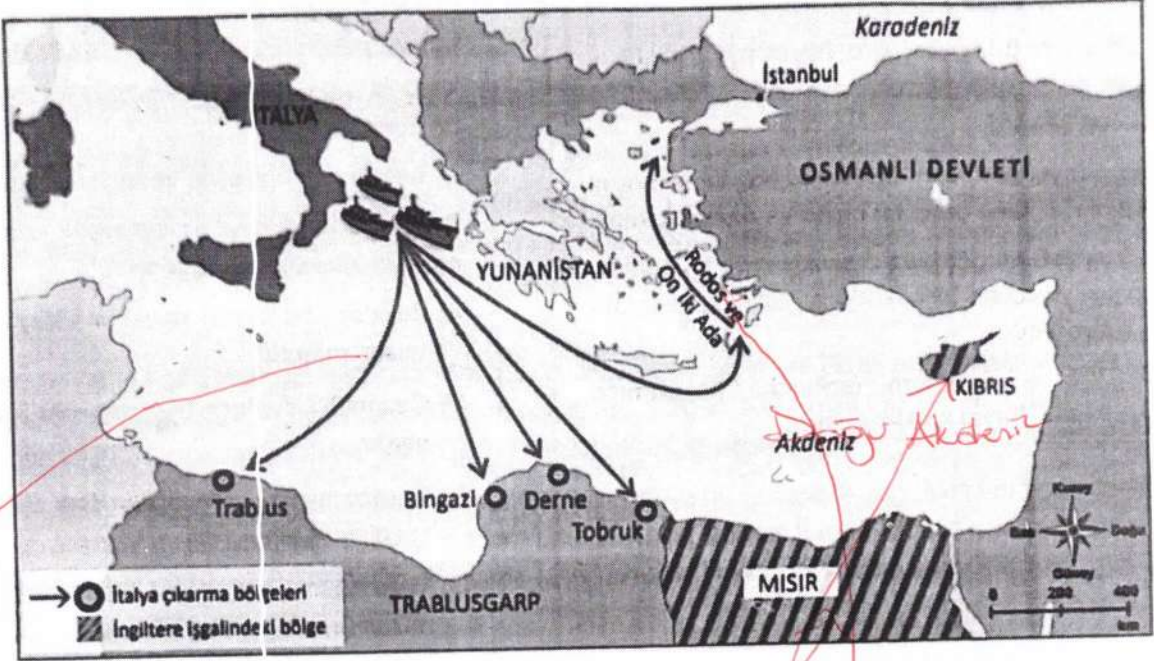 Karadeniz
İstanbul
İTALYA
OSMANLI DEVLETİ
YUNANİSTAN
Rodos ve
On İki Ada
KIBRIS
Akdeniz
Doğu Akdeniz
Trablus
Bingazi
Derne
Tobruk
Kuzey
Batı
Doğu
Güney
MISIR
TRABLUSGARP
İtalya çıkarma bölgeleri
İngiltere işgalindeki bölge
0 200 400
km